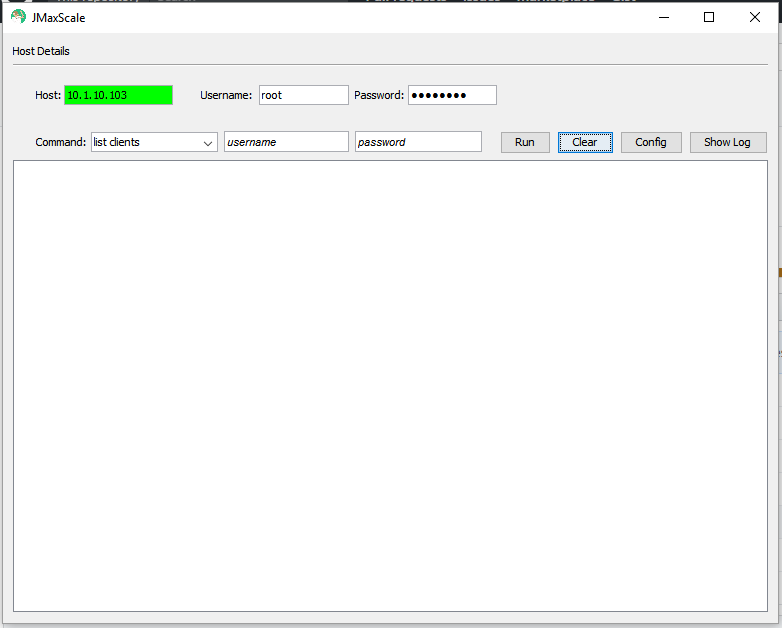 JMaxScale
Host Details
Host: 10.1.10.103 Username: root Password: ●●●●●●●●
Command: list clients username password Run Clear Config Show Log